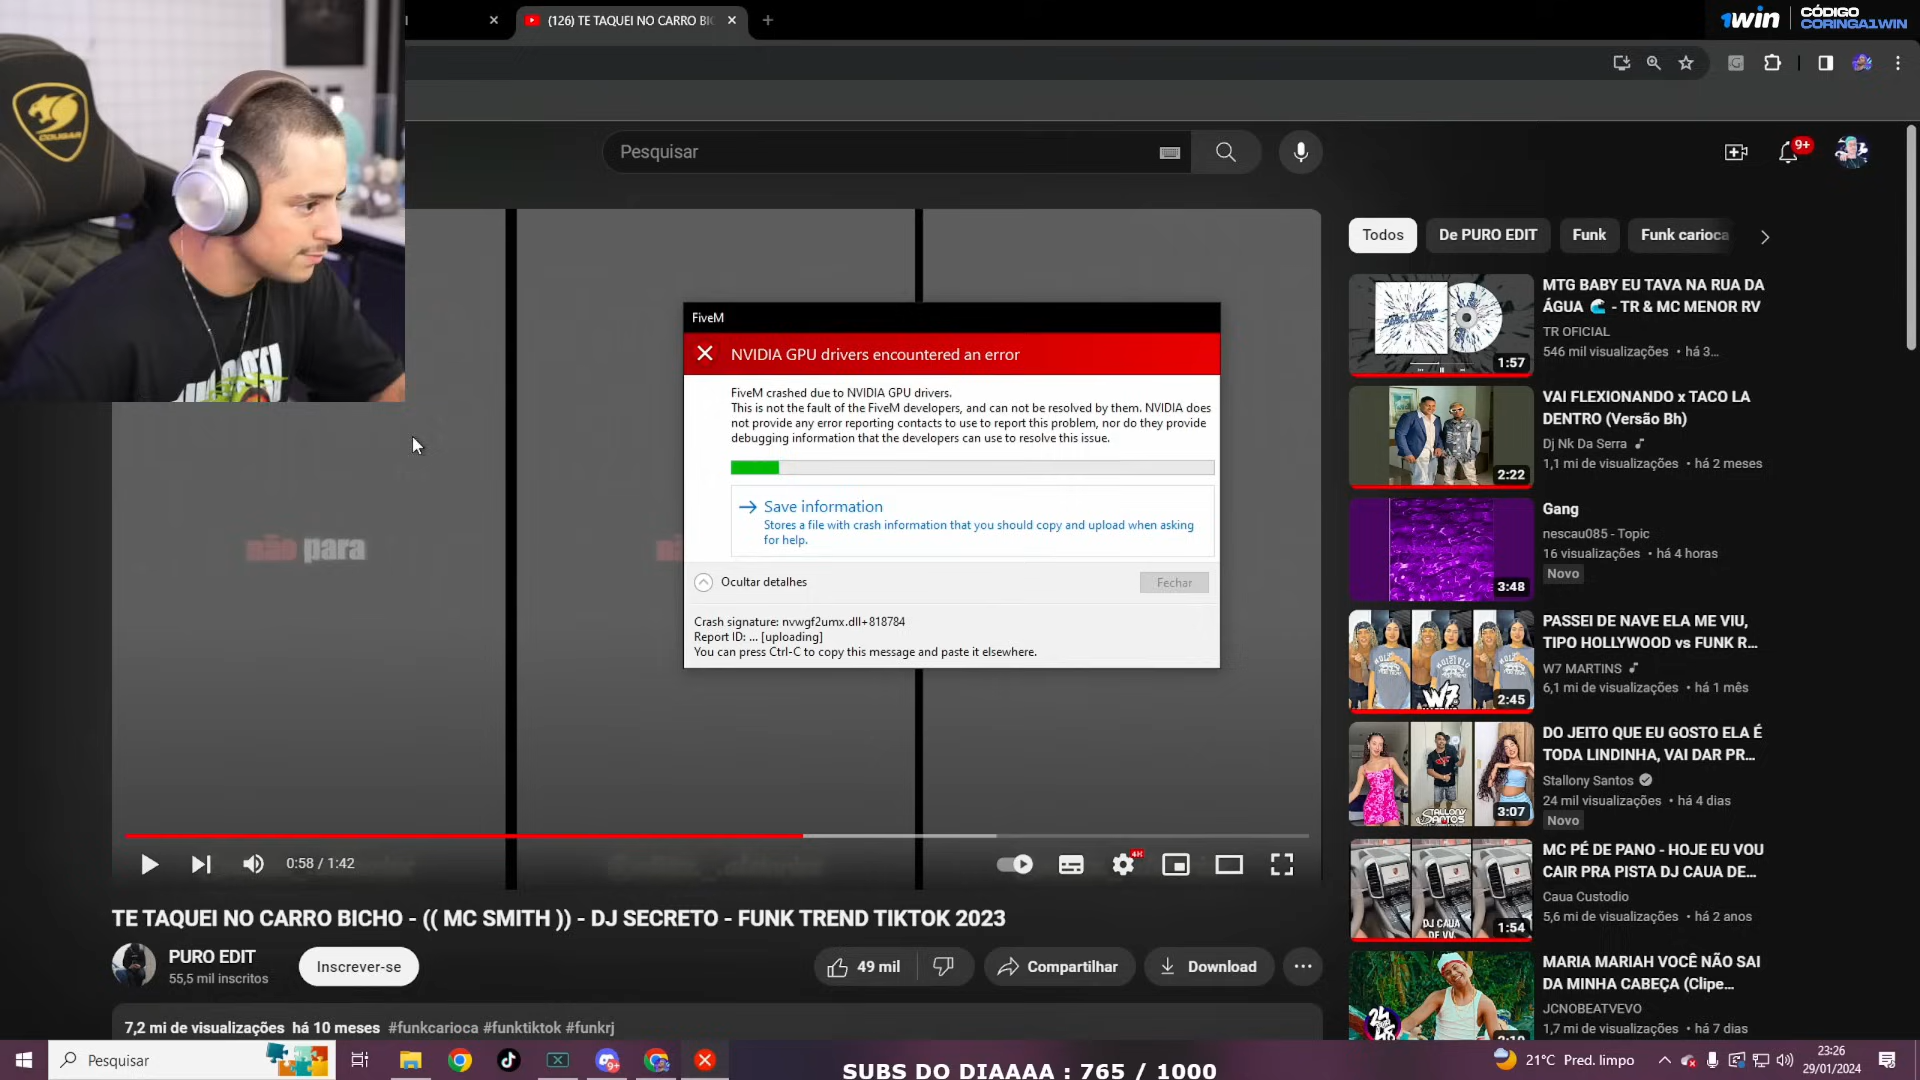 (126) TE TAQUEI NO CARRO BI
1win
CÓDIGO
CORINGA1WIN
COUGAR
Pesquisar
9+
Todos
De PURO EDIT
Funk
Funk carioca
não para
FiveM
NVIDIA GPU drivers encountered an error
FiveM crashed due to NVIDIA GPU drivers.
This is not the fault of the FiveM developers, and can not be resolved by them. NVIDIA does
not provide any error reporting contacts to use to report this problem, nor do they provide
debugging information that the developers can use to resolve this issue.
Save information
Stores a file with crash information that you should copy and upload when asking
for help.
Ocultar detalhes
Fechar
Crash signature: nvwgf2umx.dll+818784
Report ID: ... [uploading]
You can press Ctrl-C to copy this message and paste it elsewhere.
MTG BABY EU TAVA NA RUA DA
ÁGUA 🌊 - TR & MC MENOR RV
TR OFICIAL
546 mil visualizações • há 3...
1:57
VAI FLEXIONANDO x TACO LA
DENTRO (Versão Bh)
Dj Nk Da Serra
1,1 mi de visualizações • há 2 meses
2:22
Gang
nescau085 - Topic
16 visualizações • há 4 horas
Novo
3:48
PASSEI DE NAVE ELA ME VIU,
TIPO HOLLYWOOD vs FUNK R...
W7 MARTINS
6,1 mi de visualizações • há 1 mês
W7
2:45
DO JEITO QUE EU GOSTO ELA É
TODA LINDINHA, VAI DAR PR...
Stallony Santos
24 mil visualizações • há 4 dias
Novo
STALLONY
SANTOS
3:07
MC PÉ DE PANO - HOJE EU VOU
CAIR PRA PISTA DJ CAUA DE...
Caua Custodio
5,6 mi de visualizações • há 2 anos
DJ CAUA
DE VV
1:54
MARIA MARIAH VOCÊ NÃO SAI
DA MINHA CABEÇA (Clipe...
JCNOBEATVEVO
1,7 mi de visualizações • há 7 dias
0:58 / 1:42
4K
TE TAQUEI NO CARRO BICHO - (( MC SMITH )) - DJ SECRETO - FUNK TREND TIKTOK 2023
PURO EDIT
55,5 mil inscritos
Inscrever-se
49 mil
Compartilhar
Download
7,2 mi de visualizações há 10 meses #funkcarioca #funktiktok #funkrj
Pesquisar
SUBS DO DIAAAA : 765 / 1000
21°C Pred. limpo
23:26
29/01/2024